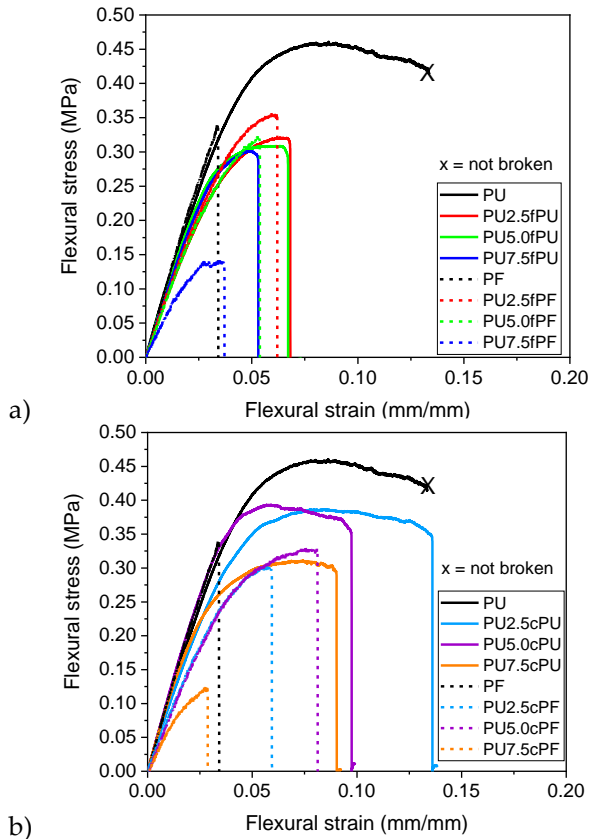 0.50
0.45
0.40
0.35
0.30
0.25
0.20
0.15
0.10
0.05
0.00
Flexural stress (MPa)
X
x = not broken
PU
PU2.5fPU
PU5.0fPU
PU7.5fPU
PF
PU2.5fPF
PU5.0fPF
PU7.5fPF
0.00 0.05 0.10 0.15 0.20
Flexural strain (mm/mm)
a)
0.50
0.45
0.40
0.35
0.30
0.25
0.20
0.15
0.10
0.05
0.00
Flexural stress (MPa)
X
x = not broken
PU
PU2.5cPU
PU5.0cPU
PU7.5cPU
PF
PU2.5cPF
PU5.0cPF
PU7.5cPF
0.00 0.05 0.10 0.15 0.20
Flexural strain (mm/mm)
b)